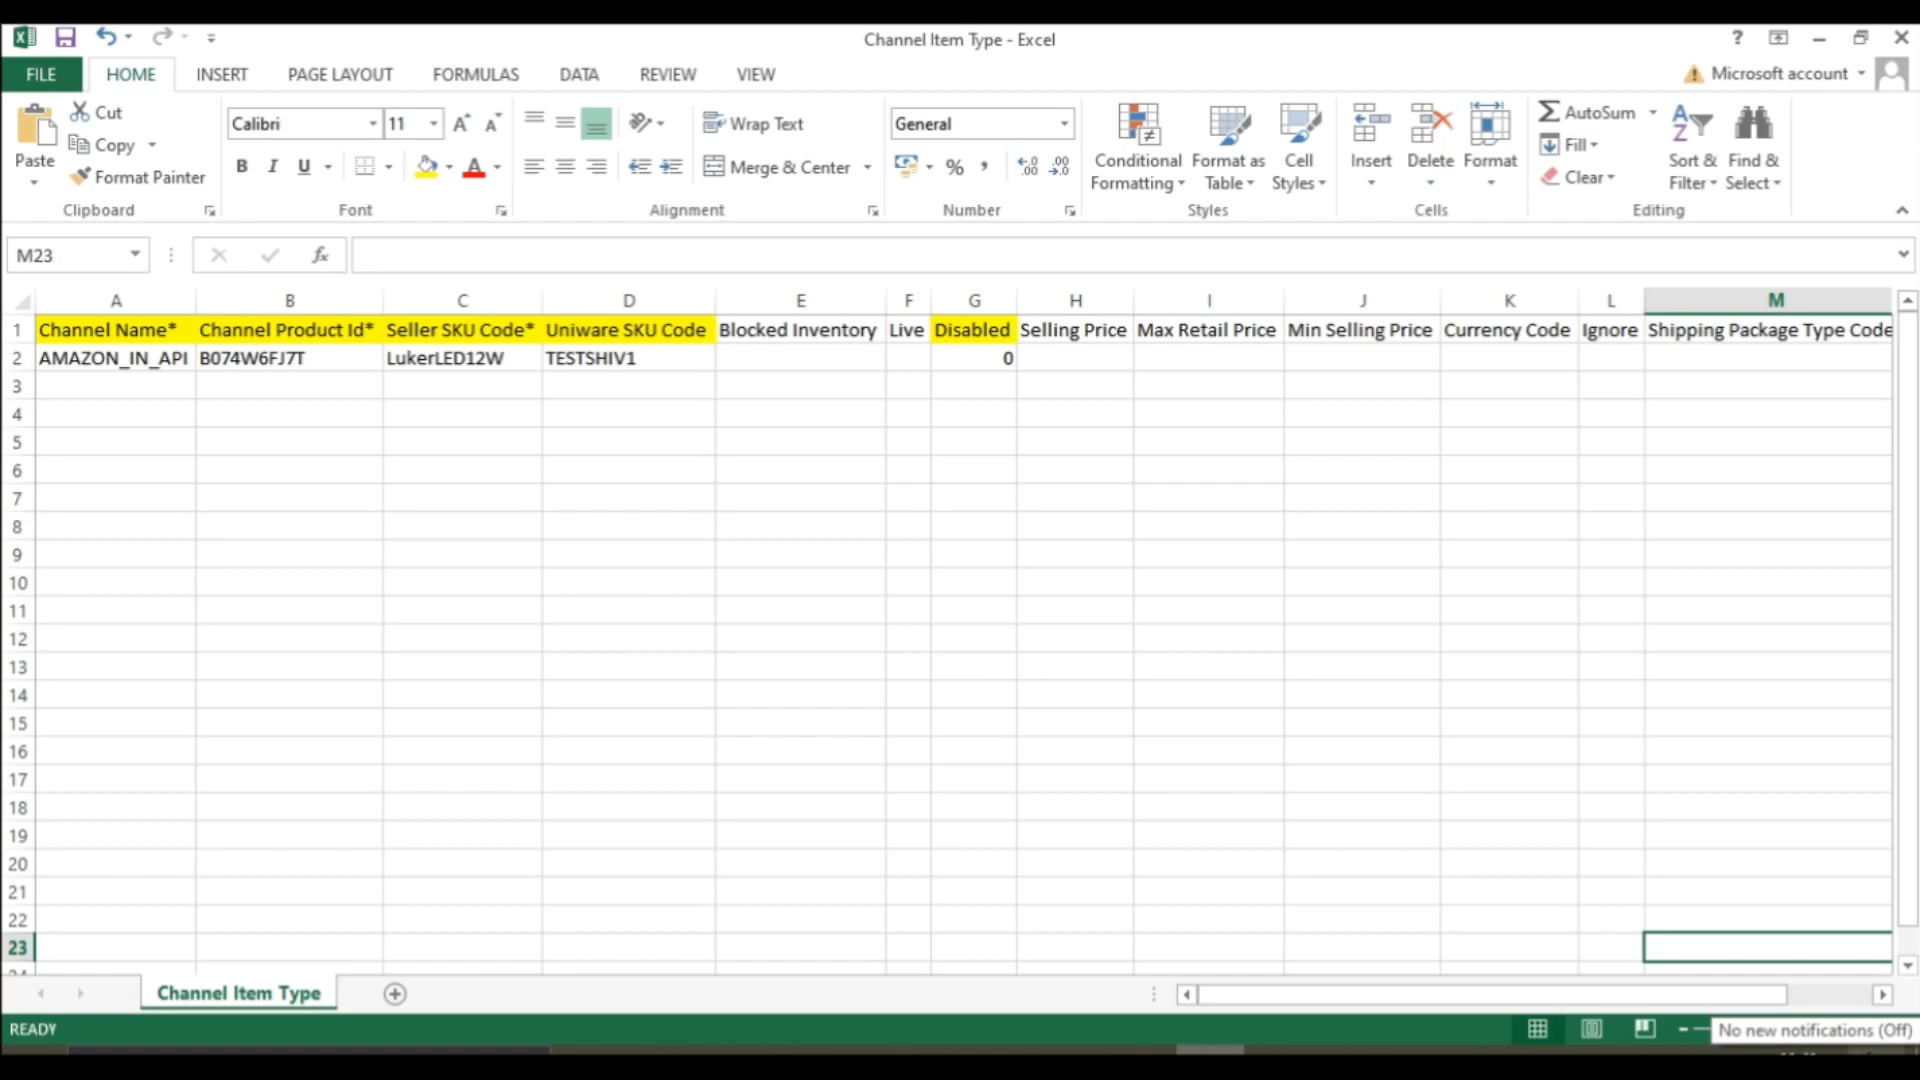 Channel Item Type - Excel
?
FILE HOME INSERT PAGE LAYOUT FORMULAS DATA REVIEW VIEW Microsoft account
Paste Cut Copy Format Painter
Clipboard
Calibri 11
B I U
Font
Wrap Text
Merge & Center
Alignment
General
%
Number
Conditional Formatting Format as Table Cell Styles
Styles
Insert Delete Format
Cells
AutoSum
Fill
Clear
Sort & Filter Find & Select
Editing
M23 fx
A B C D E F G H I J K L M
1 Channel Name* Channel Product Id* Seller SKU Code* Uniware SKU Code Blocked Inventory Live Disabled Selling Price Max Retail Price Min Selling Price Currency Code Ignore Shipping Package Type Code
2 AMAZON_IN_API B074W6FJ7T LukerLED12W TESTSHIV1 0
3
4
5
6
7
8
9
10
11
12
13
14
15
16
17
18
19
20
21
22
23
Channel Item Type
READY No new notifications (Off)